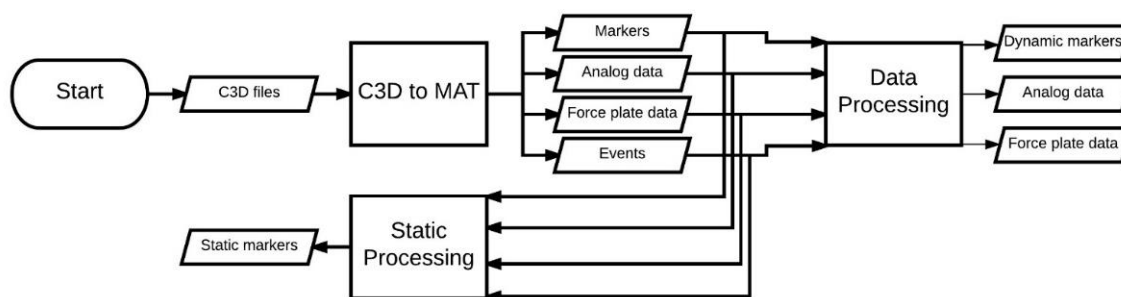 Start
C3D files
C3D to MAT
Markers
Analog data
Force plate data
Events
Data
Processing
Dynamic markers
Analog data
Force plate data
Static markers
Static
Processing